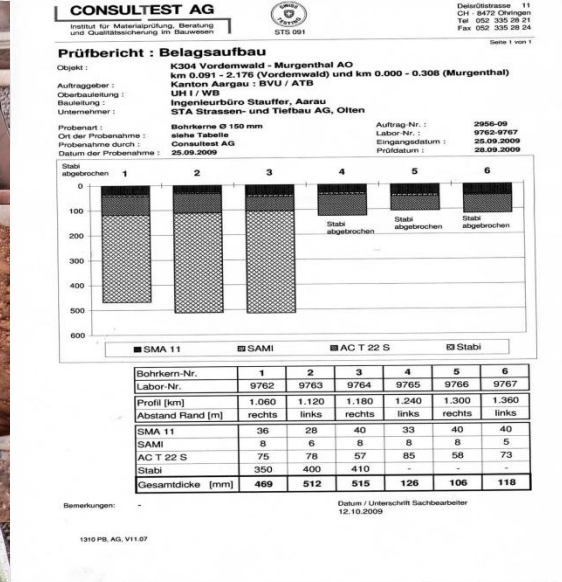 CONSULTEST AG
Institut für Materialprüfung, Beratung
und Qualitätssicherung im Bauwesen
SWISS TESTING
STS 091
Deisrütistrasse 11
CH - 8472 Ohringen
Tel 052 335 28 21
Fax 052 335 28 24
Seite 1 von 1
Prüfbericht : Belagsaufbau
Objekt : K304 Vordemwald - Murgenthal AO
km 0.091 - 2.176 (Vordemwald) und km 0.000 - 0.308 (Murgenthal)
Auftraggeber : Kanton Aargau : BVU / ATB
Oberbauleitung : UH I / WB
Bauleitung : Ingenieurbüro Stauffer, Aarau
Unternehmer : STA Strassen- und Tiefbau AG, Olten
Probenart : Bohrkerne Ø 150 mm Auftrag-Nr. : 2956-09
Ort der Probenahme : siehe Tabelle Labor-Nr. : 9762-9767
Probenahme durch : Consultest AG Eingangsdatum : 25.09.2009
Datum der Probenahme : 25.09.2009 Prüfdatum : 28.09.2009
Stabi
abgebrochen 1 2 3 4 5 6
0
100
Stabi abgebrochen Stabi abgebrochen Stabi abgebrochen
200
300
400
500
600
SMA 11 SAMI AC T 22 S Stabi
Bohrkern-Nr. 1 2 3 4 5 6
Labor-Nr. 9762 9763 9764 9765 9766 9767
Profil [km] 1.060 1.120 1.180 1.240 1.300 1.360
Abstand Rand [m] rechts links rechts links rechts links
SMA 11 36 28 40 33 40 40
SAMI 8 6 8 8 8 5
AC T 22 S 75 78 57 85 58 73
Stabi 350 400 410 - - -
Gesamtdicke [mm] 469 512 515 126 106 118
Bemerkungen: - Datum / Unterschrift Sachbearbeiter
12.10.2009
1310 PB, AG, V11.07